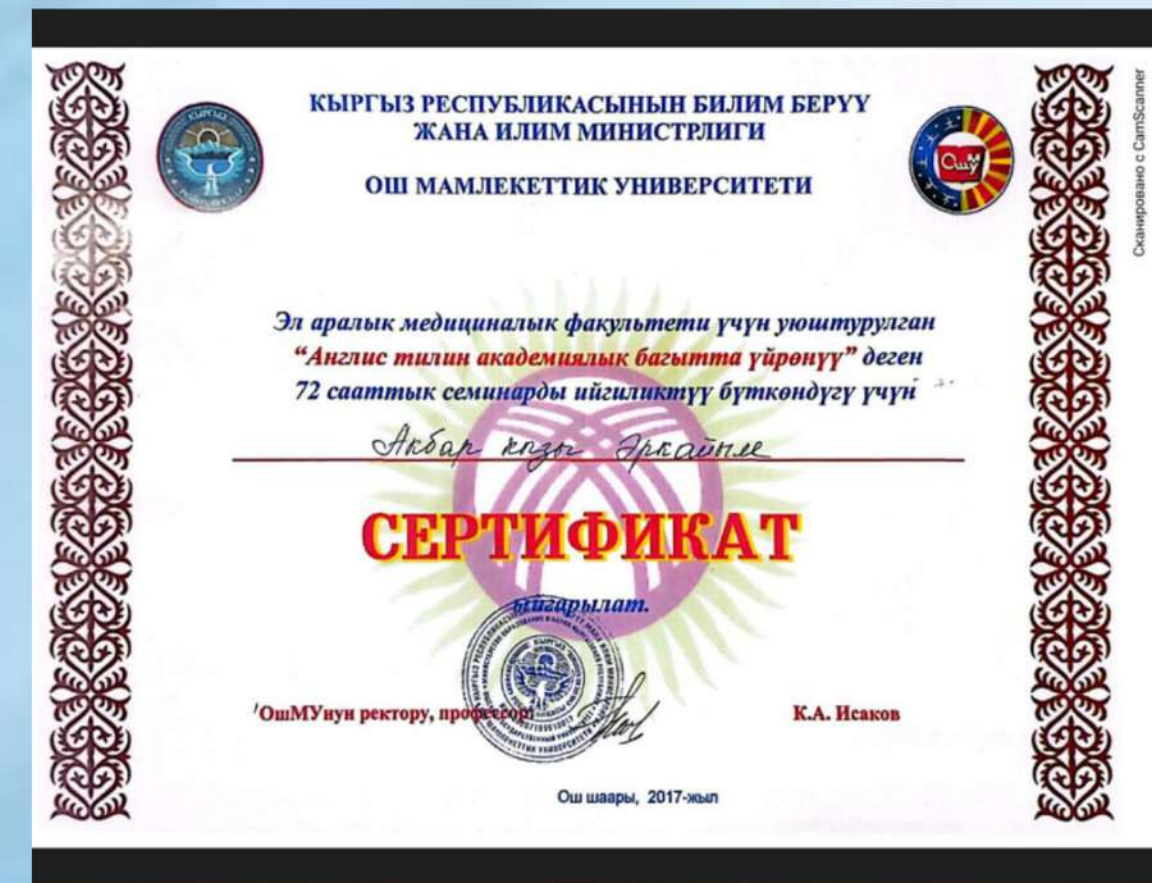 КЫРГЫЗ РЕСПУБЛИКАСЫНЫН БИЛИМ БЕРҮҮ
ЖАНА ИЛИМ МИНИСТРЛИГИ
ОШ МАМЛЕКЕТТИК УНИВЕРСИТЕТИ
КЫРГЫЗ
ОшМУ
Эл аралык медициналык факультети үчүн уюштурулган
“Англис тилин академиялык багытта үйрөнүү” деген
72 сааттык семинарды ийгиликтүү бүткөндүгү үчүн
Акбар кызы Эркайым
СЕРТИФИКАТ
ыйгарылат.
ОшМУнун ректору, профессор: К.А. Исаков
Ош шаары, 2017-жыл
Сканировано с CamScanner